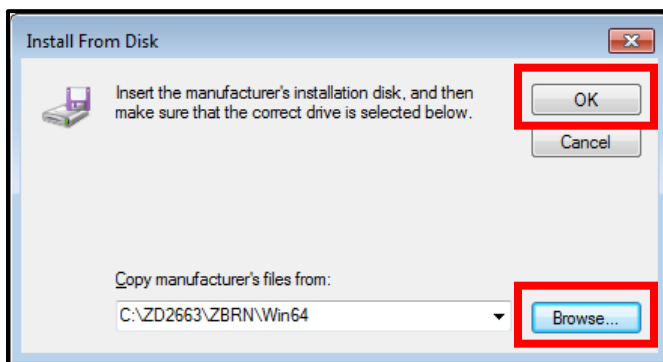 Install From Disk
Insert the manufacturer's installation disk, and then
make sure that the correct drive is selected below.
OK
Cancel
Copy manufacturer's files from:
C:\ZD2663\ZBRN\Win64
Browse...